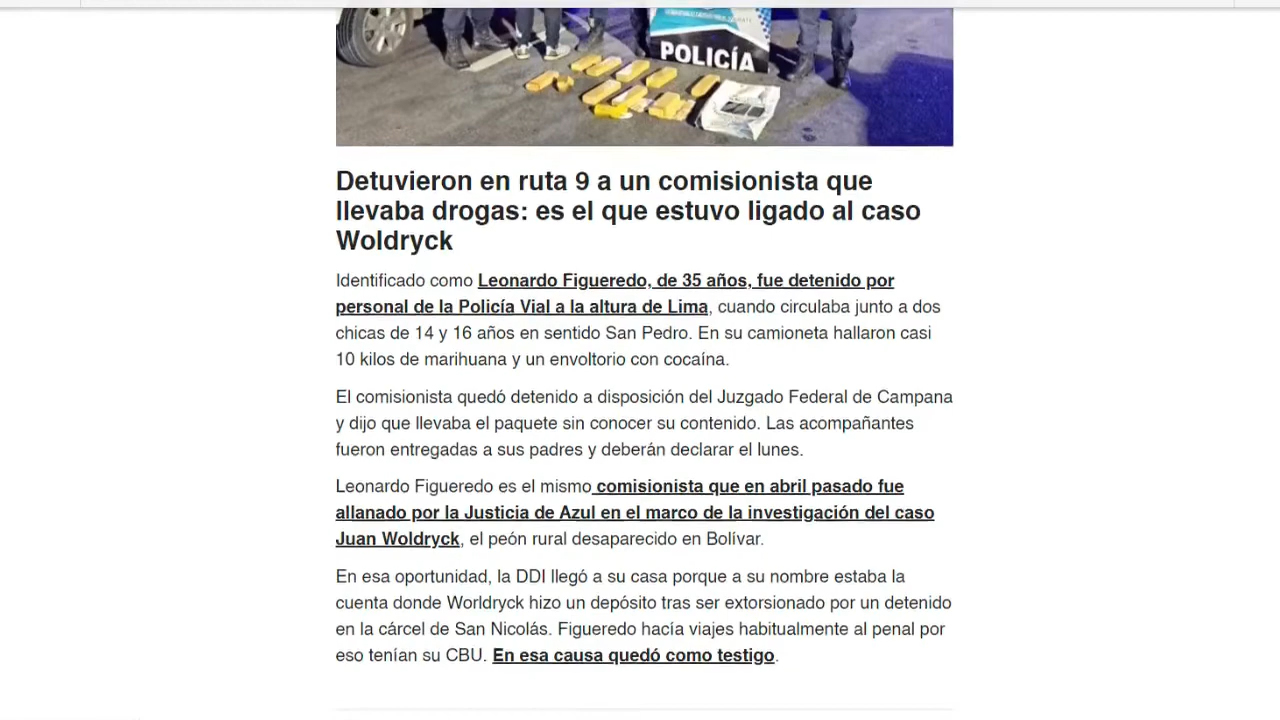 POLICÍA
Detuvieron en ruta 9 a un comisionista que
llevaba drogas: es el que estuvo ligado al caso
Woldryck
Identificado como Leonardo Figueredo, de 35 años, fue detenido por
personal de la Policía Vial a la altura de Lima, cuando circulaba junto a dos
chicas de 14 y 16 años en sentido San Pedro. En su camioneta hallaron casi
10 kilos de marihuana y un envoltorio con cocaína.
El comisionista quedó detenido a disposición del Juzgado Federal de Campana
y dijo que llevaba el paquete sin conocer su contenido. Las acompañantes
fueron entregadas a sus padres y deberán declarar el lunes.
Leonardo Figueredo es el mismo comisionista que en abril pasado fue
allanado por la Justicia de Azul en el marco de la investigación del caso
Juan Woldryck, el peón rural desaparecido en Bolívar.
En esa oportunidad, la DDI llegó a su casa porque a su nombre estaba la
cuenta donde Worldryck hizo un depósito tras ser extorsionado por un detenido
en la cárcel de San Nicolás. Figueredo hacía viajes habitualmente al penal por
eso tenían su CBU. En esa causa quedó como testigo.